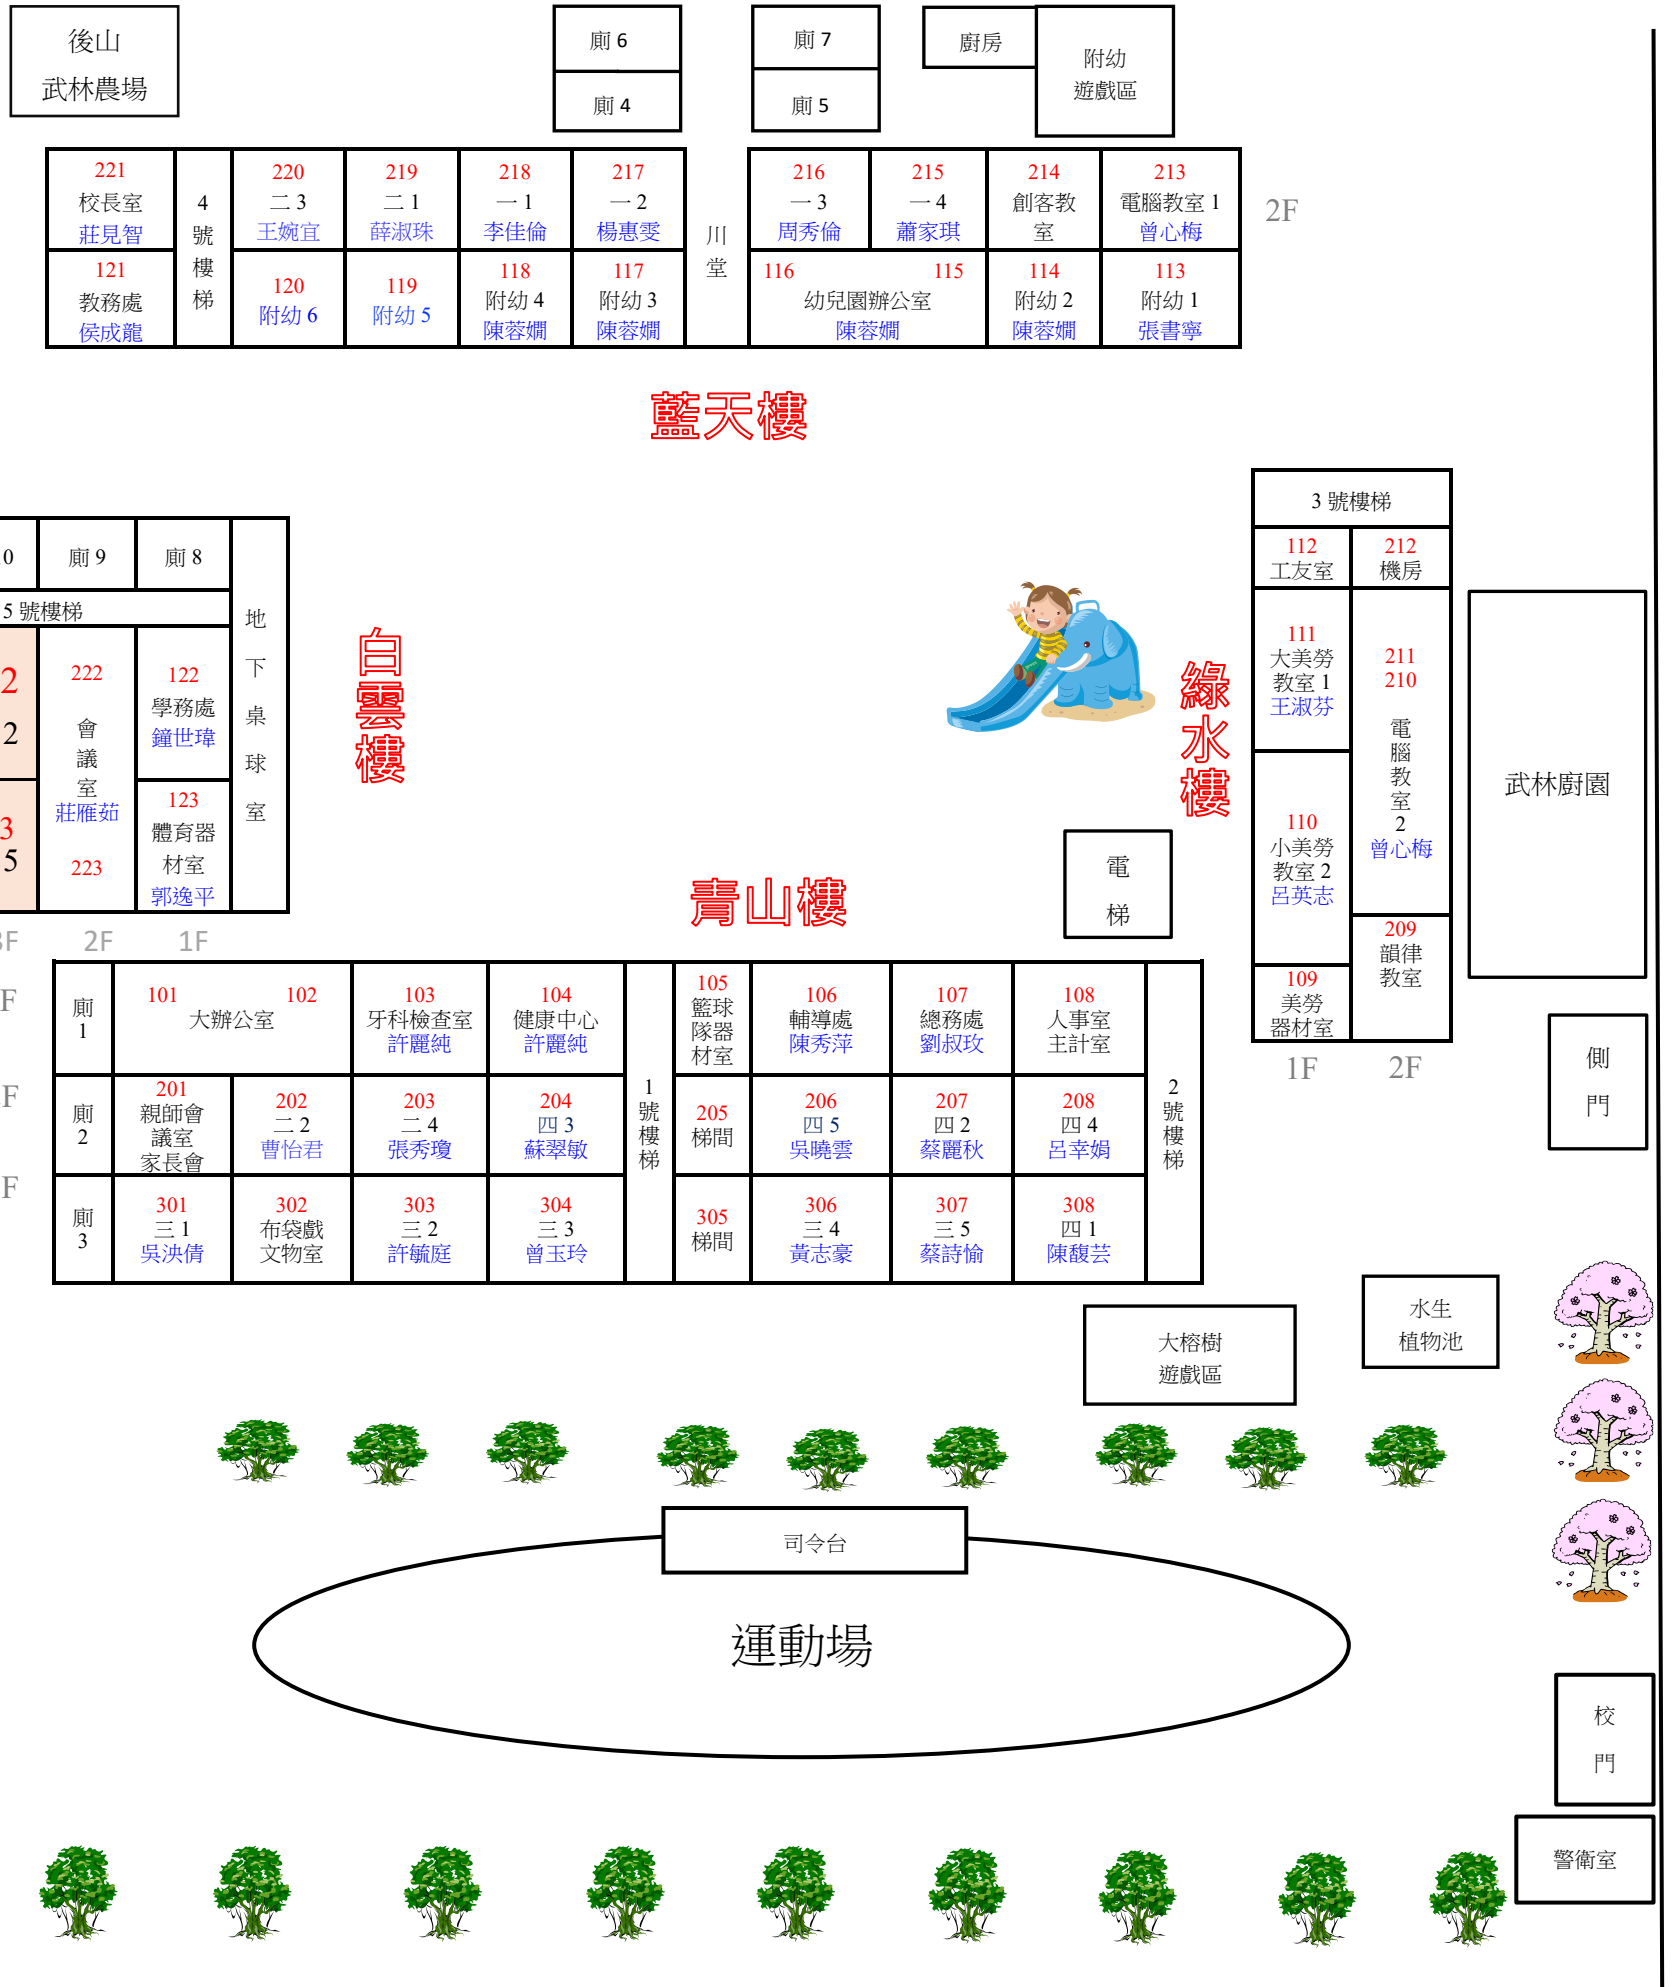 後山
武林農場
廁 6
廁 4
廁 7
廁 5
廚房
附幼
遊戲區
221
校長室
莊見智
4
號
樓
梯
220
二 3
王婉宜
219
二 1
薛淑珠
218
一 1
李佳倫
217
一 2
楊惠雯
川
堂
216
一 3
周秀倫
215
一 4
蕭家琪
214
創客教
室
213
電腦教室 1
曾心梅
2F
121
教務處
侯成龍
120
附幼 6
119
附幼 5
118
附幼 4
陳蓉嫺
117
附幼 3
陳蓉嫺
116 115
幼兒園辦公室
陳蓉嫺
114
附幼 2
陳蓉嫺
113
附幼 1
張書寧
藍天樓
0
廁 9
廁 8
5 號樓梯
地
下
桌
球
室
2
2
3
5
222
會
議
室
莊雁茹
223
122
學務處
鐘世瑋
123
體育器
材室
郭逸平
3F
2F
1F
白
雲
樓
綠
水
樓
3 號樓梯
112
工友室
212
機房
111
大美勞
教室 1
王淑芬
211
210
電
腦
教
室
2
曾心梅
110
小美勞
教室 2
呂英志
209
韻律
教室
109
美勞
器材室
1F
2F
武林廚園
電
梯
青山樓
F
廁
1
101 102
大辦公室
103
牙科檢查室
許麗純
104
健康中心
許麗純
1
號
樓
梯
105
籃球
隊器
材室
106
輔導處
陳秀萍
107
總務處
劉叔玫
108
人事室
主計室
2
號
樓
梯
F
廁
2
201
親師會
議室
家長會
202
二 2
曹怡君
203
二 4
張秀瓊
204
四 3
蘇翠敏
205
梯間
206
四 5
吳曉雲
207
四 2
蔡麗秋
208
四 4
呂幸娟
F
廁
3
301
三 1
吳泱倩
302
布袋戲
文物室
303
三 2
許毓庭
304
三 3
曾玉玲
305
梯間
306
三 4
黃志豪
307
三 5
蔡詩愉
308
四 1
陳馥芸
側
門
大榕樹
遊戲區
水生
植物池
司令台
運動場
校
門
警衛室